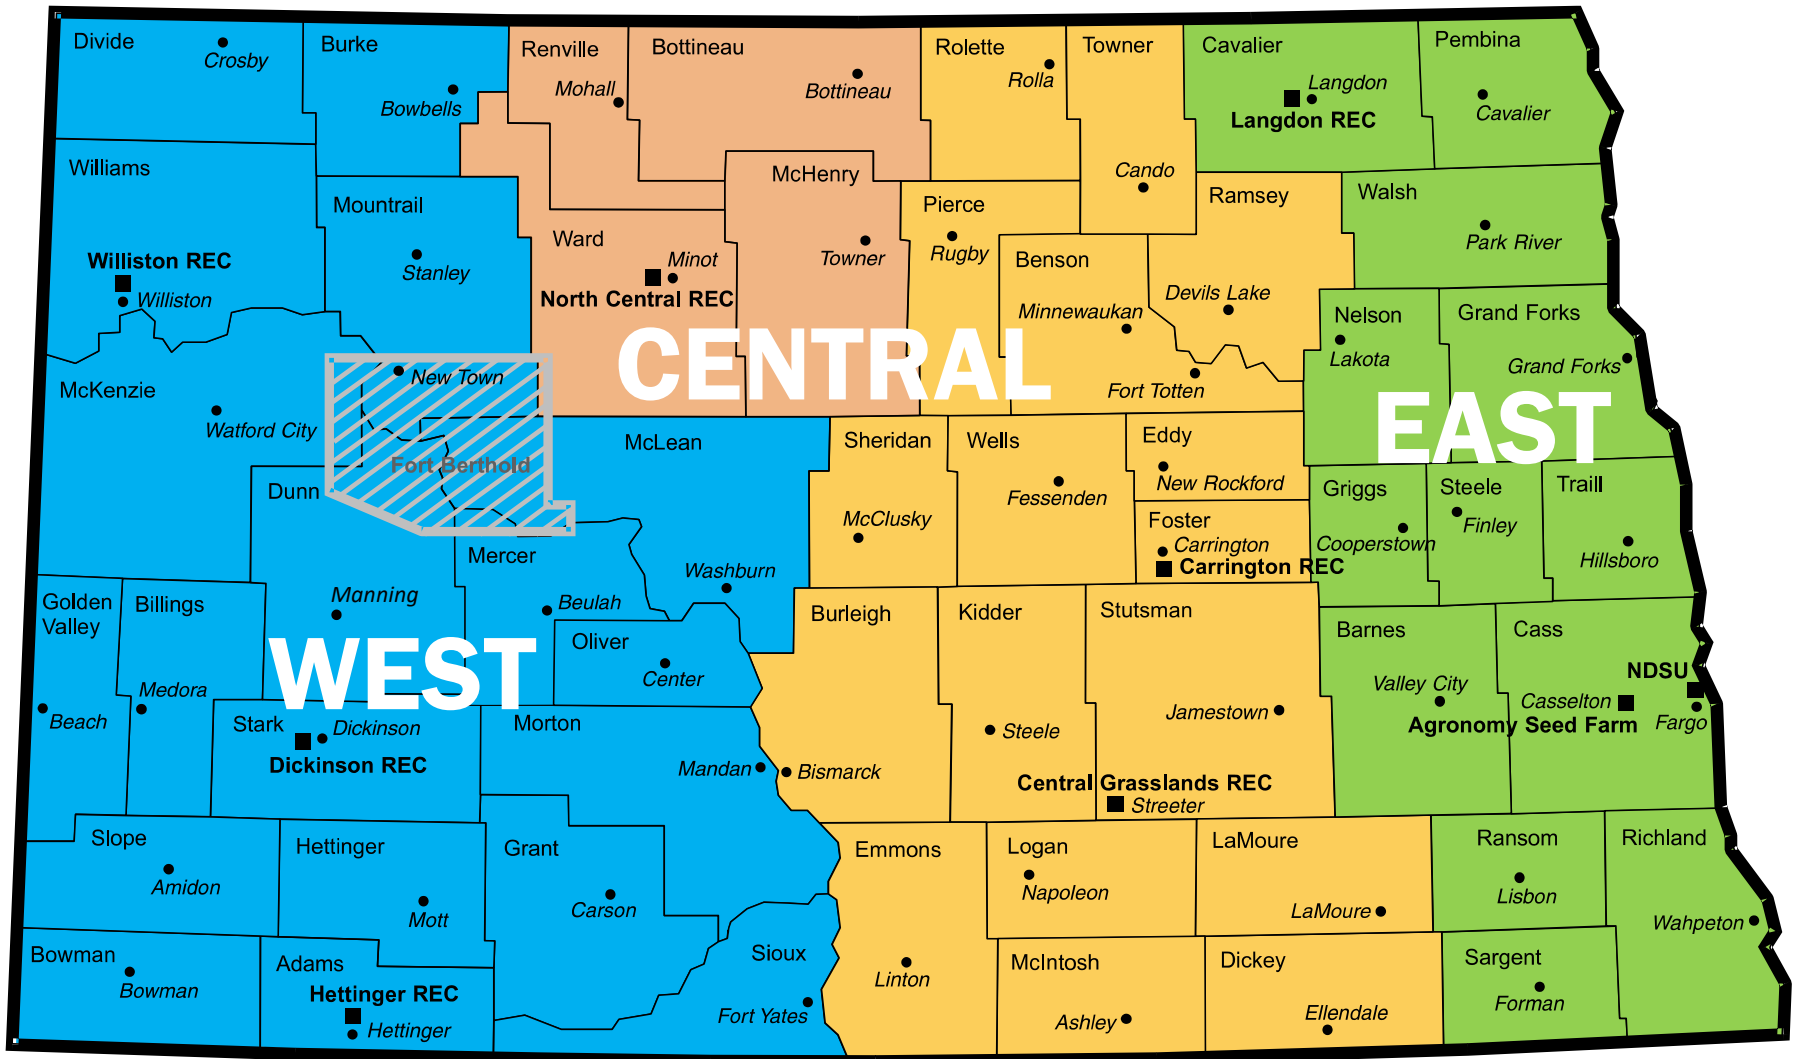 Divide
Crosby
Burke
Bowbells
Renville
Mohall
Bottineau
Bottineau
Rolette
Rolla
Towner
Cando
Cavalier
Langdon
Langdon REC
Pembina
Cavalier
Williams
Williston REC
Williston
Mountrail
Stanley
Ward
Minot
North Central REC
McHenry
Towner
Pierce
Rugby
Benson
Minnewaukan
Fort Totten
Ramsey
Devils Lake
Walsh
Park River
Nelson
Lakota
Grand Forks
Grand Forks
CENTRAL
EAST
McKenzie
Watford City
New Town
Fort Berthold
McLean
Washburn
Sheridan
McClusky
Wells
Fessenden
Eddy
New Rockford
Foster
Carrington
Carrington REC
Griggs
Cooperstown
Steele
Finley
Traill
Hillsboro
Dunn
Manning
Mercer
Beulah
Golden
Valley
Beach
Billings
Medora
WEST
Oliver
Center
Burleigh
Bismarck
Kidder
Steele
Stutsman
Jamestown
Central Grasslands REC
Streeter
Barnes
Valley City
Cass
NDSU
Casselton
Agronomy Seed Farm
Fargo
Stark
Dickinson
Dickinson REC
Morton
Mandan
Slope
Amidon
Hettinger
Mott
Grant
Carson
Emmons
Linton
Logan
Napoleon
LaMoure
LaMoure
Ransom
Lisbon
Richland
Wahpeton
Bowman
Bowman
Adams
Hettinger REC
Hettinger
Sioux
Fort Yates
McIntosh
Ashley
Dickey
Ellendale
Sargent
Forman